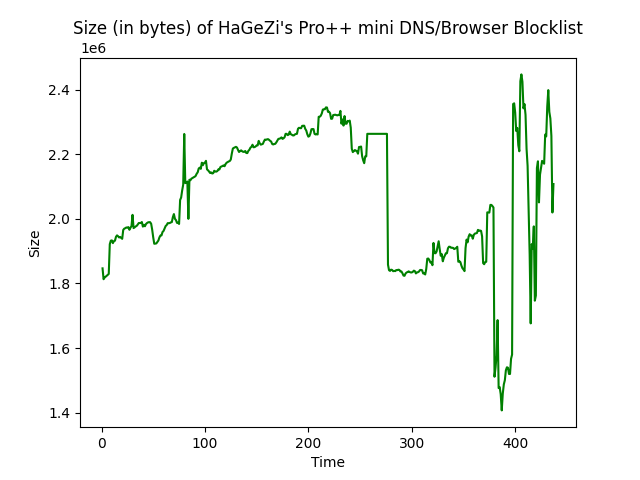 Size (in bytes) of HaGeZi's Pro++ mini DNS/Browser Blocklist
1e6
2.4
2.2
2.0
1.8
1.6
1.4
Size
0 100 200 300 400
Time